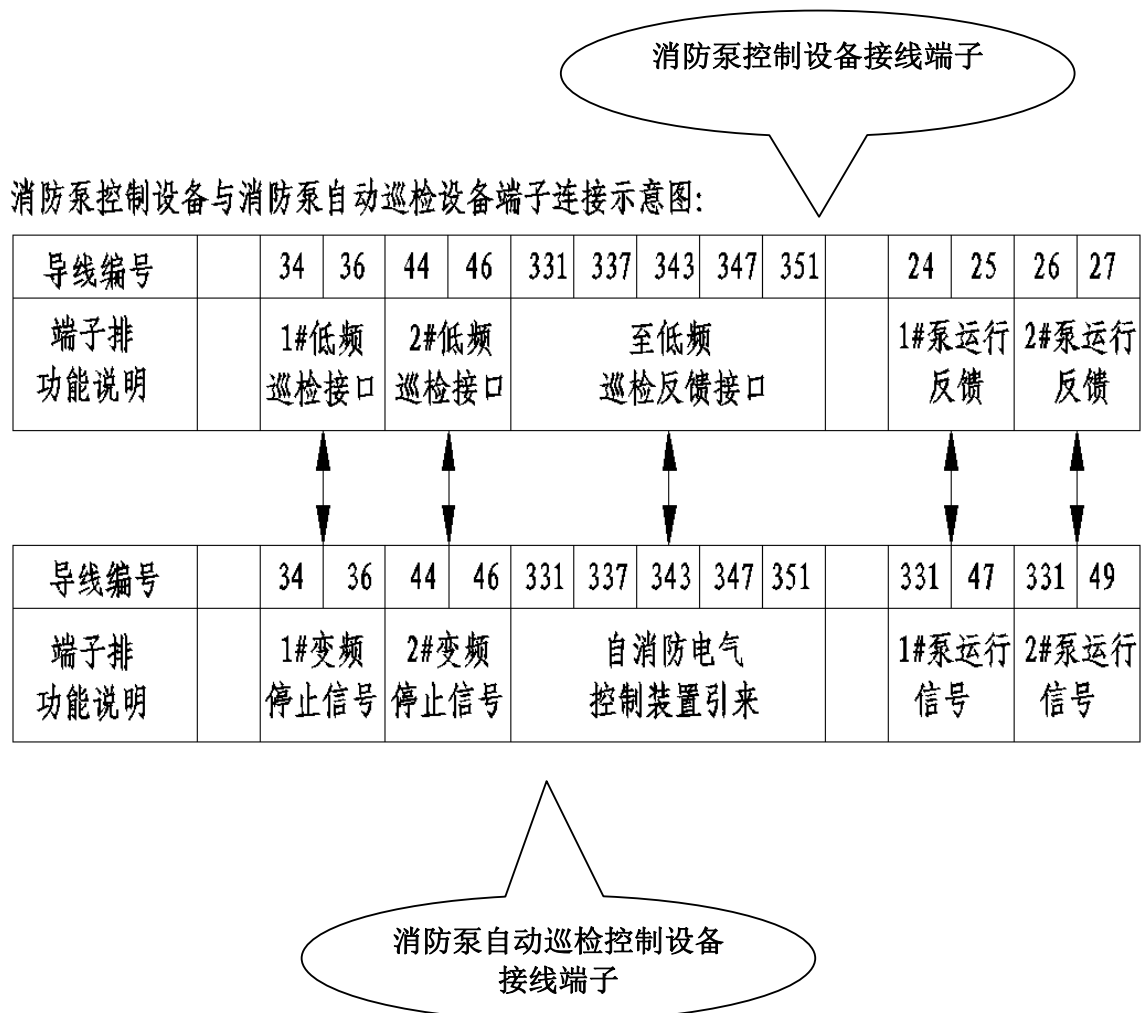 消防泵控制设备接线端子
消防泵控制设备与消防泵自动巡检设备端子连接示意图:
导线编号 34 36 44 46 331 337 343 347 351 24 25 26 27
端子排 1#低频 2#低频 至低频 1#泵运行 2#泵运行
功能说明 巡检接口 巡检接口 巡检反馈接口 反馈 反馈
导线编号 34 36 44 46 331 337 343 347 351 331 47 331 49
端子排 1#变频 2#变频 自消防电气 1#泵运行 2#泵运行
功能说明 停止信号 停止信号 控制装置引来 信号 信号
消防泵自动巡检控制设备
接线端子